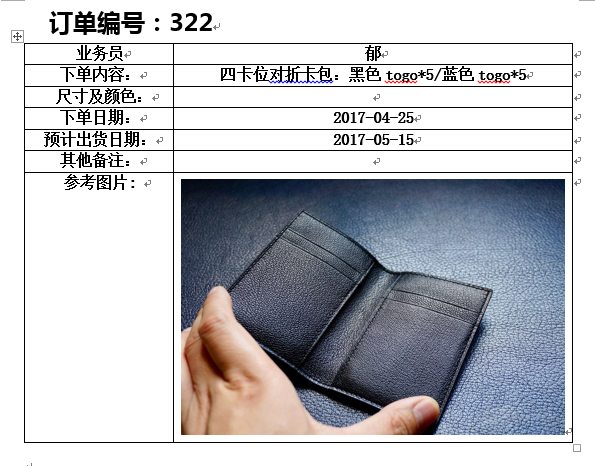 订单编号：322
业务员
郁
下单内容：
四卡位对折卡包：黑色 togo*5/蓝色 togo*5
尺寸及颜色：
下单日期：
2017-04-25
预计出货日期：
2017-05-15
其他备注：
参考图片: